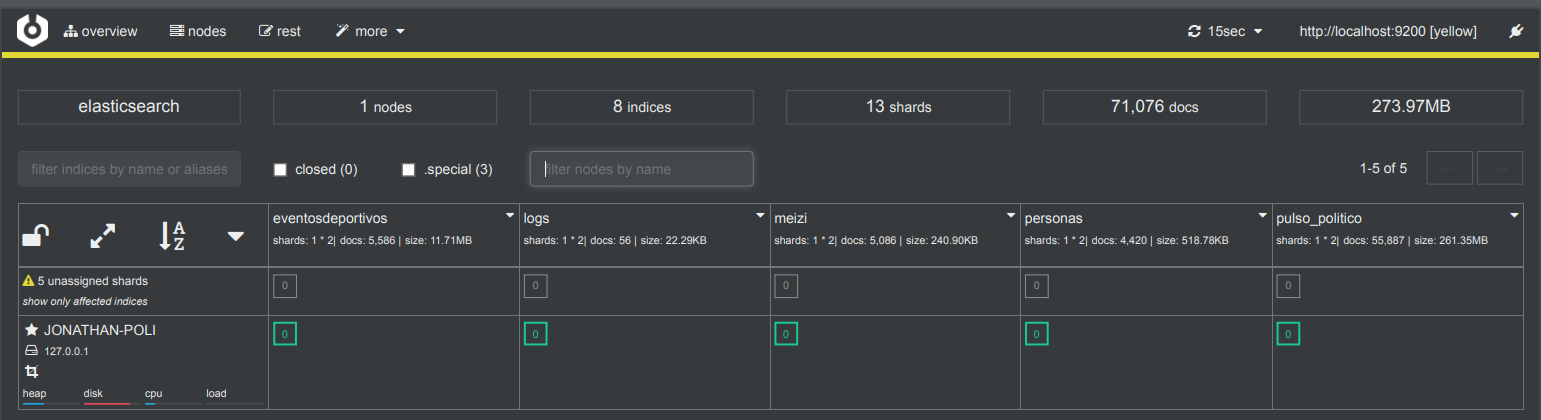 overview nodes rest more 15sec http://localhost:9200 [yellow]
elasticsearch 1 nodes 8 indices 13 shards 71,076 docs 273.97MB
filter indices by name or aliases closed (0) .special (3) filter nodes by name 1-5 of 5
A
Z
eventosdeportivos logs meizi personas pulso_politico
shards: 1 * 2| docs: 5,586 | size: 11.71MB shards: 1 * 2| docs: 56 | size: 22.29KB shards: 1 * 2| docs: 5,086 | size: 240.90KB shards: 1 * 2| docs: 4,420 | size: 518.78KB shards: 1 * 2| docs: 55,887 | size: 261.35MB
5 unassigned shards 0 0 0 0 0
show only affected indices
JONATHAN-POLI 0 0 0 0 0
127.0.0.1
heap disk cpu load